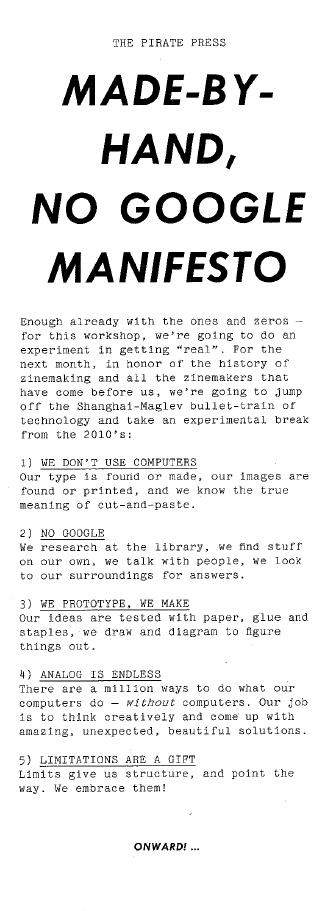 THE PIRATE PRESS
MADE-BY-
HAND,
NO GOOGLE
MANIFESTO
Enough already with the ones and zeros —
for this workshop, we're going to do an
experiment in getting “real”. For the
next month, in honor of the history of
zinemaking and all the zinemakers that
have come before us, we're going to jump
off the Shanghai-Maglev bullet-train of
technology and take an experimental break
from the 2010's:
1) WE DON'T USE COMPUTERS
Our type is found or made, our images are
found or printed, and we know the true
meaning of cut-and-paste.
2) NO GOOGLE
We research at the library, we find stuff
on our own, we talk with people, we look
to our surroundings for answers.
3) WE PROTOTYPE, WE MAKE
Our ideas are tested with paper, glue and
staples, we draw and diagram to figure
things out.
4) ANALOG IS ENDLESS
There are a million ways to do what our
computers do — without computers. Our job
is to think creatively and come up with
amazing, unexpected, beautiful solutions.
5) LIMITATIONS ARE A GIFT
Limits give us structure, and point the
way. We embrace them!
ONWARD! ...